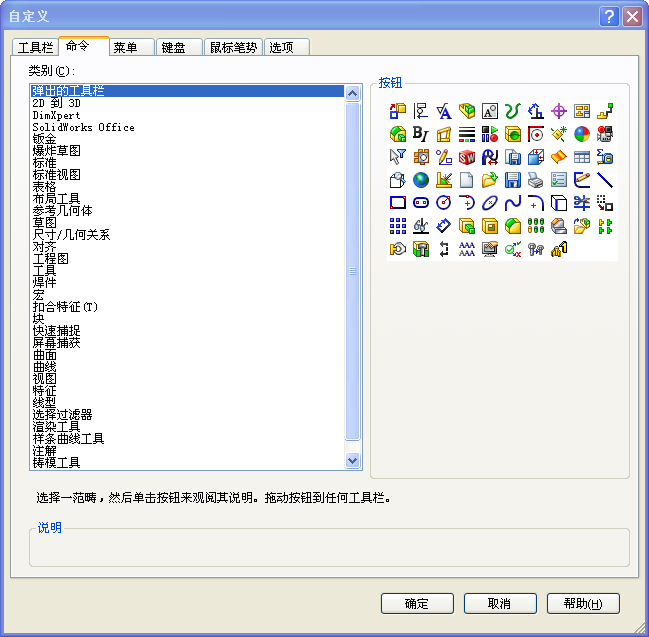 自定义
工具栏 命令 菜单 键盘 鼠标笔势 选项
类别(C):
弹出的工具栏
2D 到 3D
DimXpert
SolidWorks Office
钣金
爆炸草图
标准
标准视图
表格
布局工具
参考几何体
草图
尺寸/几何关系
对齐
工程图
工具
焊件
宏
扣合特征(T)
块
快速捕捉
屏幕捕获
曲面
曲线
视图
特征
线型
选择过滤器
渲染工具
样条曲线工具
注解
铸模工具
按钮
选择一范畴，然后单击按钮来观阅其说明。拖动按钮到任何工具栏。
说明
确定 取消 帮助(H)